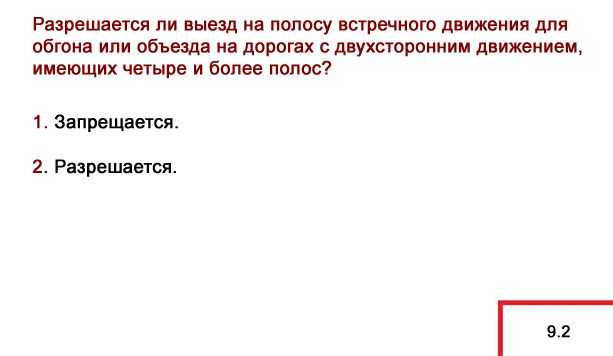 Разрешается ли выезд на полосу встречного движения для
обгона или объезда на дорогах с двухсторонним движением,
имеющих четыре и более полос?
1. Запрещается.
2. Разрешается.
9.2